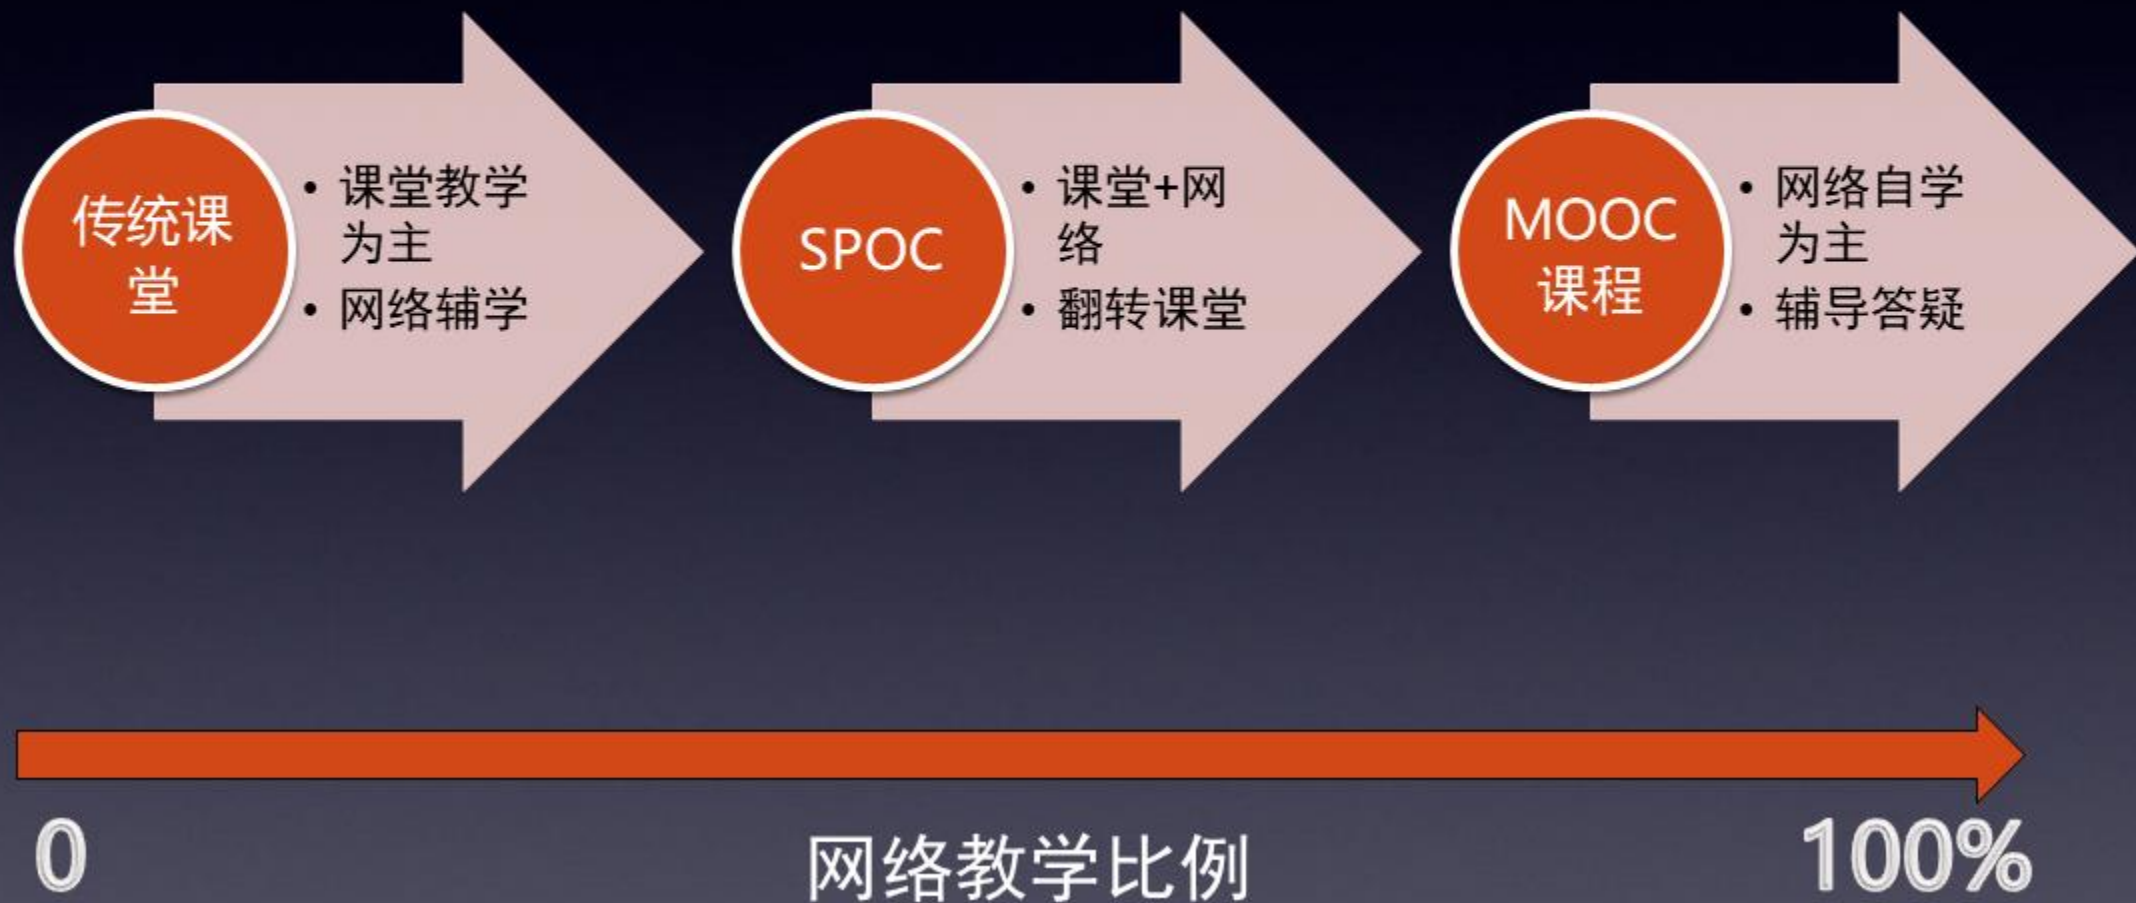 传统课
堂
• 课堂教学
为主
• 网络辅学
SPOC
• 课堂+网
络
• 翻转课堂
MOOC
课程
• 网络自学
为主
• 辅导答疑
0
网络教学比例
100%